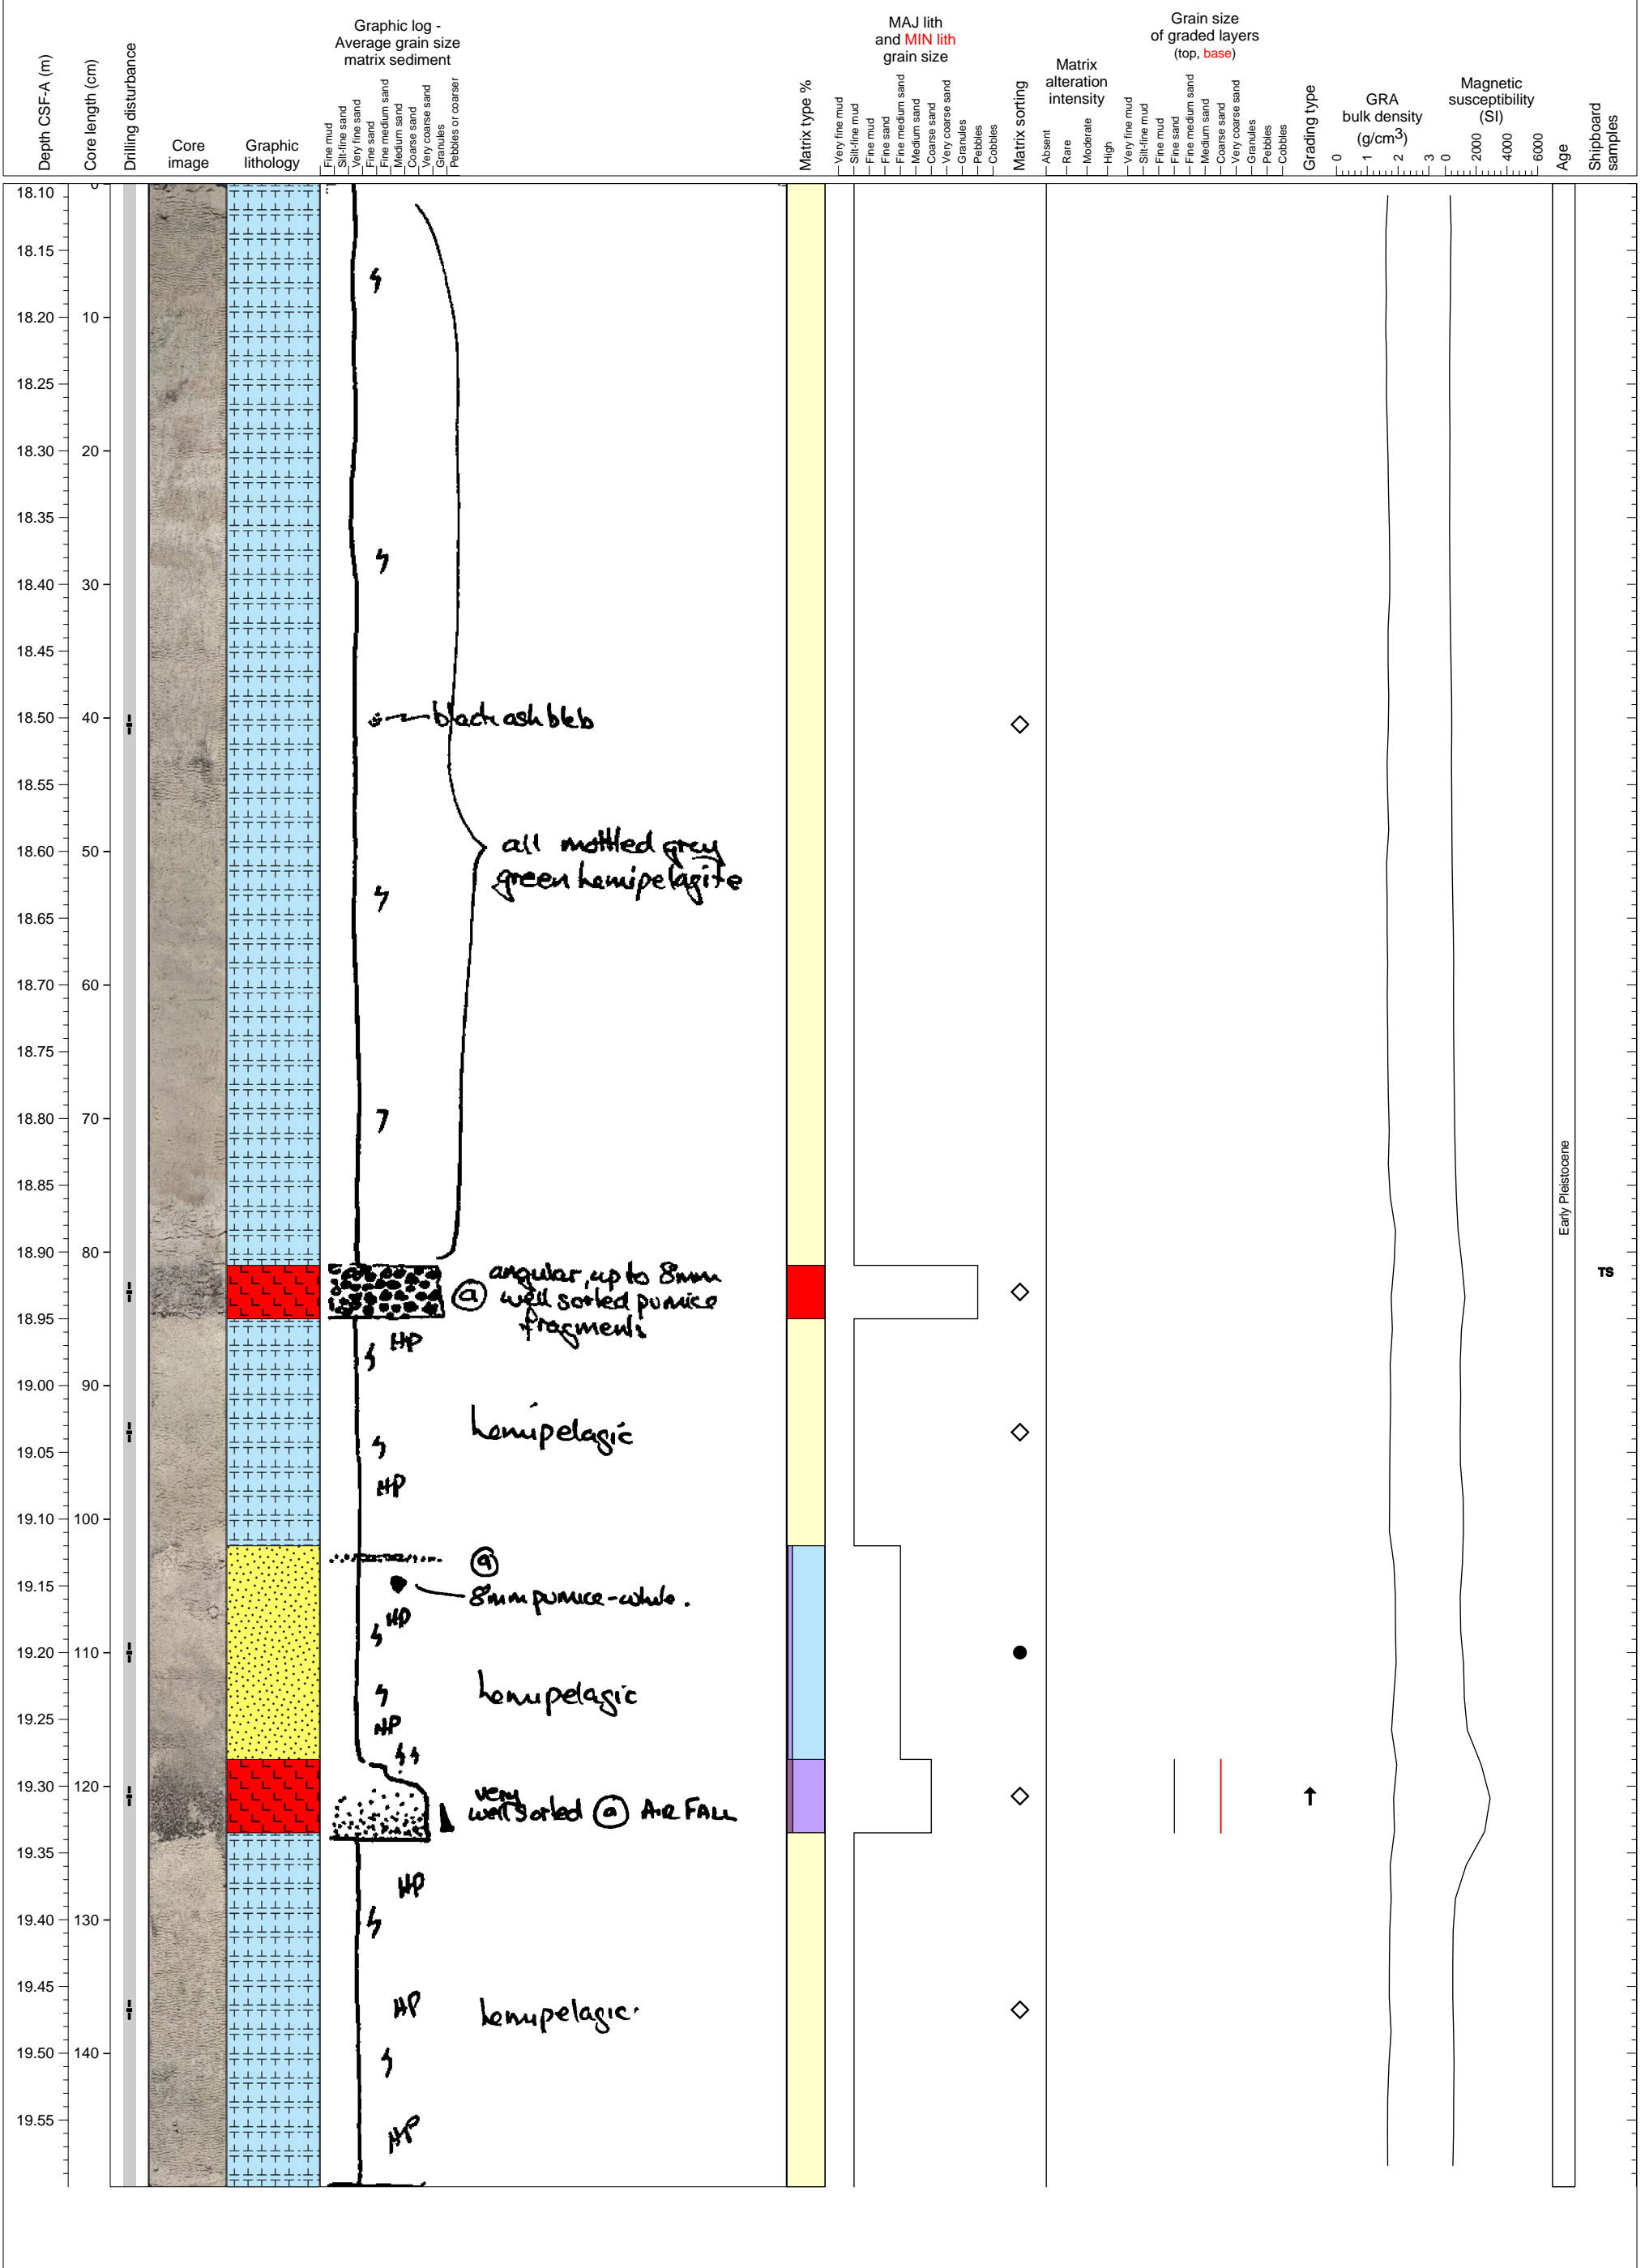 Depth CSF-A (m)
Core length (cm)
Drilling disturbance
Core
image
Graphic
lithology
Graphic log -
Average grain size
matrix sediment
Fine mud
Silt-fine sand
Very fine sand
Fine sand
Fine medium sand
Medium sand
Coarse sand
Very coarse sand
Granules
Pebbles or coarser
Matrix type %
MAJ lith
and MIN lith
grain size
Very fine mud
Silt-fine mud
Fine mud
Fine sand
Fine medium sand
Medium sand
Coarse sand
Very coarse sand
Granules
Pebbles
Cobbles
Matrix sorting
Matrix
alteration
intensity
Absent
Rare
Moderate
High
Grain size
of graded layers
(top, base)
Very fine mud
Silt-fine mud
Fine mud
Fine sand
Fine medium sand
Medium sand
Coarse sand
Very coarse sand
Granules
Pebbles
Cobbles
Grading type
GRA
bulk density
(g/cm3)
0 1 2 3
Magnetic
susceptibility
(SI)
0 2000 4000 6000
Age
Shipboard
samples
18.10 0
18.15
18.20 10
18.25
18.30 20
18.35
18.40 30
18.45
18.50 40
black ash bleb
18.55
18.60 50
all mottled grey
green hemipelagite
18.65
18.70 60
18.75
18.80 70
18.85
Early Pleistocene
18.90 80
angular, up to 8mm
TS
a well sorted pumice
18.95
fragments
HP
19.00 90
hemipelagic
19.05
HP
19.10 100
a
19.15
8mm pumice - white.
HP
19.20 110
hemipelagic
19.25
HP
19.30 120
very
well sorted a AIR FALL
19.35
HP
19.40 130
19.45
HP
hemipelagic.
19.50 140
19.55
HP